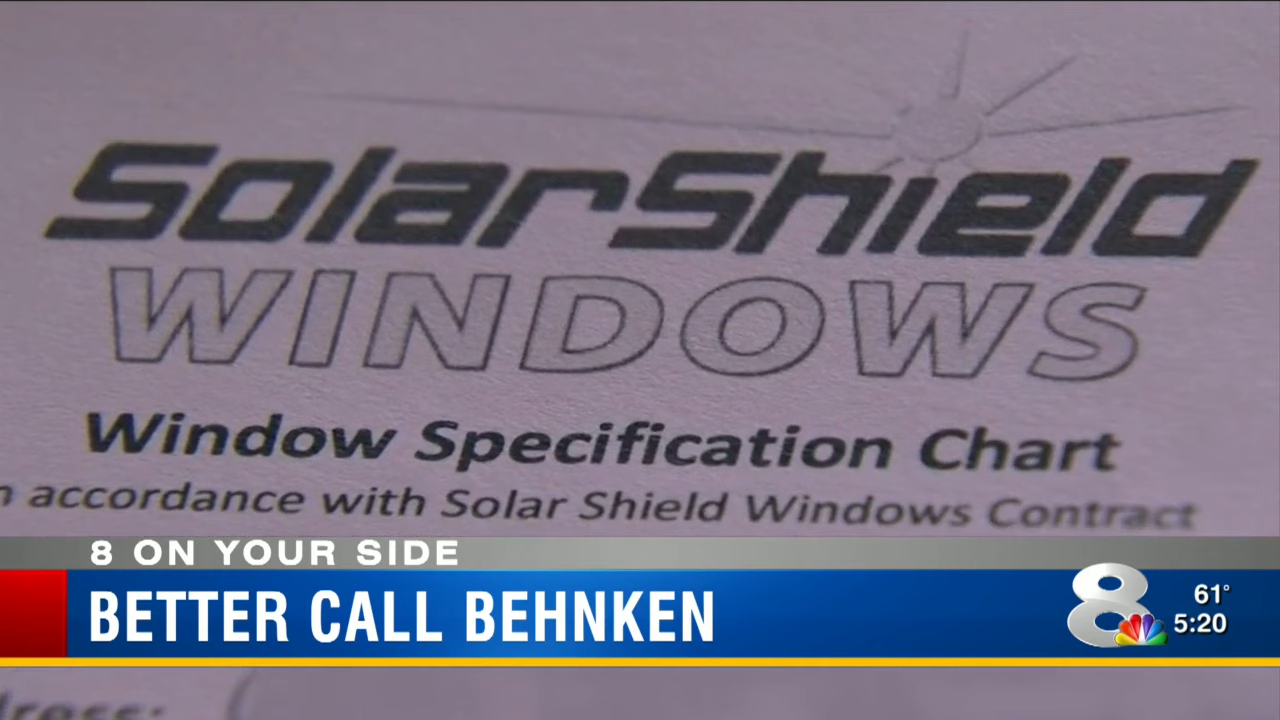 SolarShield
WINDOWS
Window Specification Chart
accordance with Solar Shield Windows Contract
8 ON YOUR SIDE
BETTER CALL BEHNKEN
8
61°
5:20